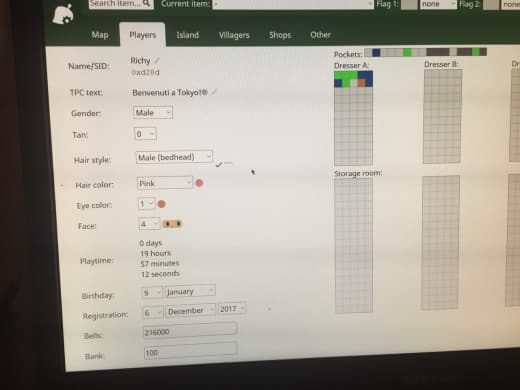 Search item... Current item: - Flag 1: none Flag 2: none
Map Players Island Villagers Shops Other
Pockets:
Name/SID: Richy Dresser A: Dresser B: Dr
0xd28d
TPC text: Benvenuti a Tokyo!®
Gender: Male
Tan: 0
Hair style: Male (bedhead)
Storage room:
Hair color: Pink
Eye color: 1
Face: 4
0 days
19 hours
Playtime: 57 minutes
12 seconds
Birthday: 9 January
Registration: 6 December 2017
Bells: 216000
Bank: 100